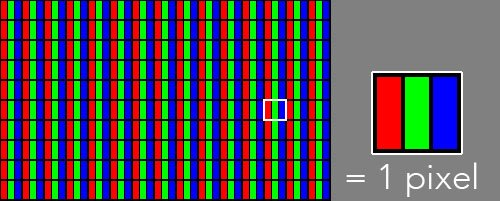 = 1 pixel